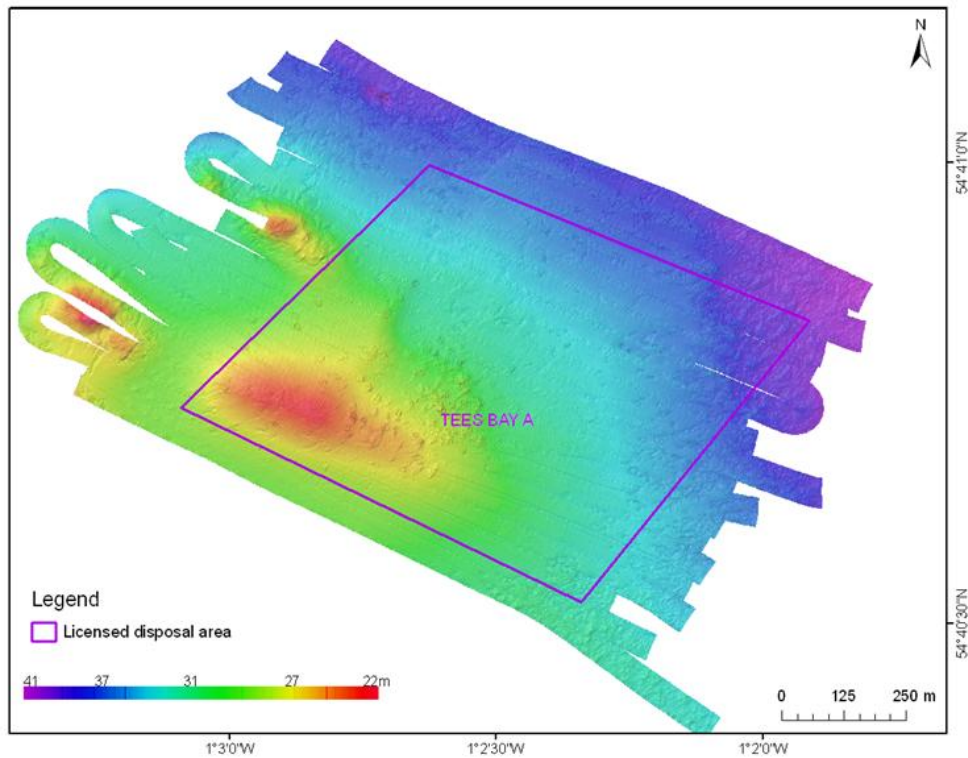 N
54°41'0"N
TEES BAY A
Legend
Licensed disposal area
54°40'30"N
41 37 31 27 22m
0 125 250 m
1°3'0"W 1°2'30"W 1°2'0"W